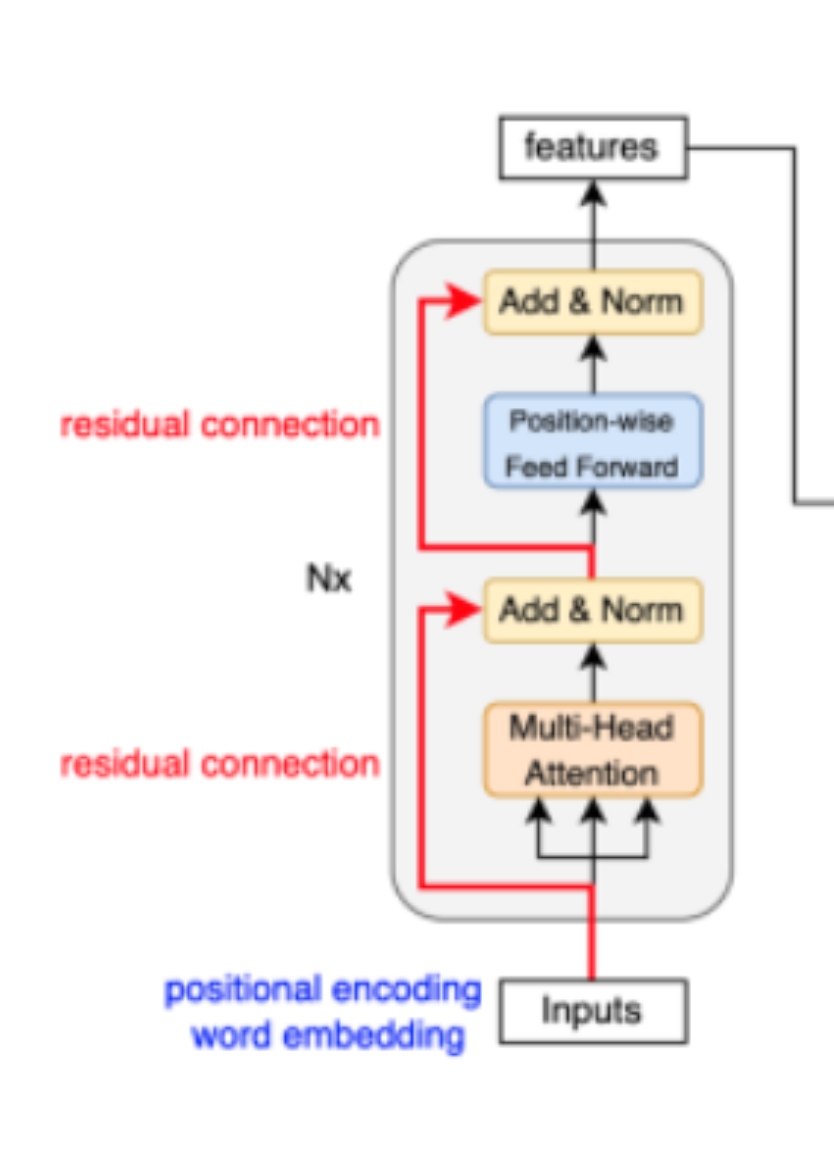 features
Add & Norm
residual connection
Position-wise
Feed Forward
Nx
Add & Norm
residual connection
Multi-Head
Attention
positional encoding
word embedding
Inputs